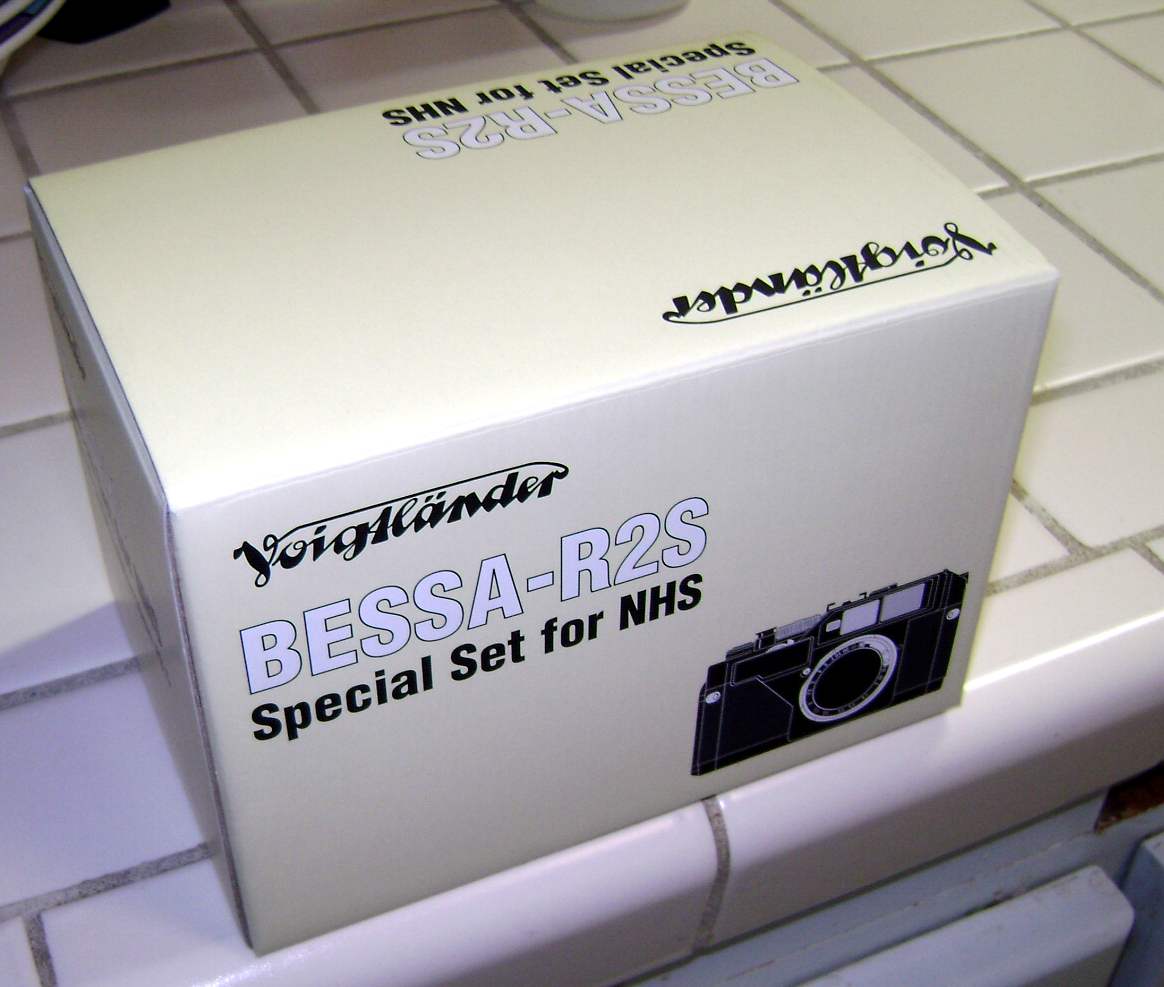 BESSA-R2S
Special Set for NHS
Voigtländer
Voigtländer
BESSA-R2S
Special Set for NHS